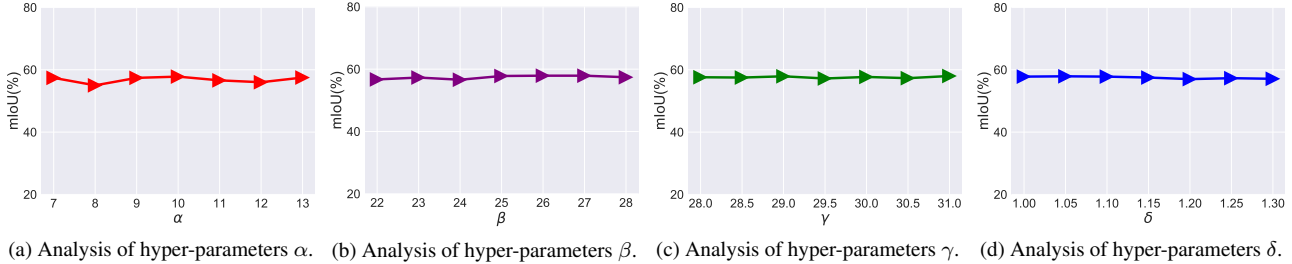 80
60
40
20
mIoU(%)
7 8 9 10 11 12 13
α
(a) Analysis of hyper-parameters α.
80
60
40
20
mIoU(%)
22 23 24 25 26 27 28
β
(b) Analysis of hyper-parameters β.
80
60
40
20
mIoU(%)
28.0 28.5 29.0 29.5 30.0 30.5 31.0
γ
(c) Analysis of hyper-parameters γ.
80
60
40
20
mIoU(%)
1.00 1.05 1.10 1.15 1.20 1.25 1.30
δ
(d) Analysis of hyper-parameters δ.